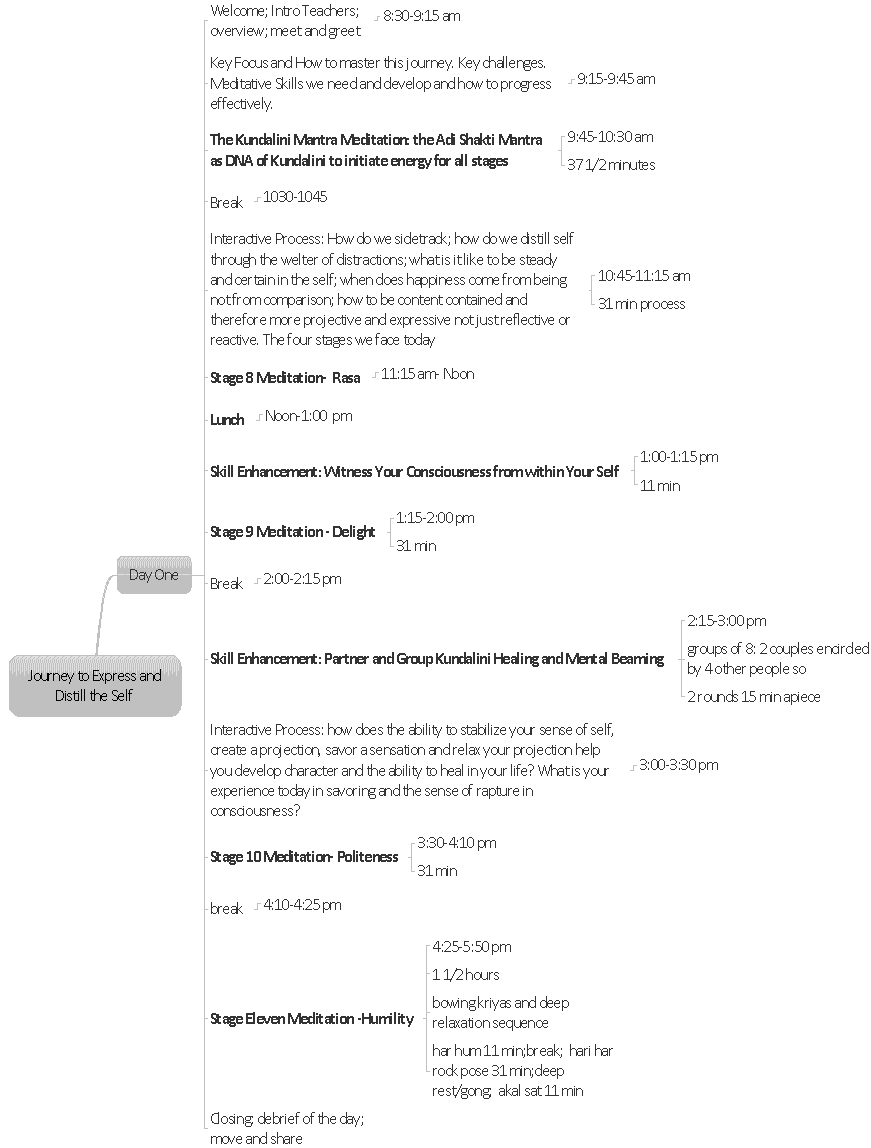 Welcome; Intro Teachers;
overview; meet and greet
8:30-9:15 am
Key Focus and How to master this journey. Key challenges.
Meditative Skills we need and develop and how to progress
effectively.
9:15-9:45 am
The Kundalini Mantra Meditation: the Adi Shakti Mantra
as DNA of Kundalini to initiate energy for all stages
9:45-10:30 am
37 1/2 minutes
Break
1030-1045
Interactive Process: How do we sidetrack; how do we distill self
through the welter of distractions; what is it like to be steady
and certain in the self; when does happiness come from being
not from comparison; how to be content contained and
therefore more projective and expressive not just reflective or
reactive. The four stages we face today
10:45-11:15 am
31 min process
Stage 8 Meditation- Rasa
11:15 am- Noon
Lunch
Noon-1:00 pm
Skill Enhancement: Witness Your Consciousness from within Your Self
1:00-1:15 pm
11 min
Stage 9 Meditation - Delight
1:15-2:00 pm
31 min
Day One
Break
2:00-2:15 pm
Skill Enhancement: Partner and Group Kundalini Healing and Mental Beaming
2:15-3:00 pm
groups of 8: 2 couples encircled
by 4 other people so
2 rounds 15 min apiece
Journey to Express and
Distill the Self
Interactive Process: how does the ability to stabilize your sense of self,
create a projection, savor a sensation and relax your projection help
you develop character and the ability to heal in your life? What is your
experience today in savoring and the sense of rapture in
consciousness?
3:00-3:30 pm
Stage 10 Meditation- Politeness
3:30-4:10 pm
31 min
break
4:10-4:25 pm
Stage Eleven Meditation -Humility
4:25-5:50 pm
1 1/2 hours
bowing kriyas and deep
relaxation sequence
har hum 11 min;break; hari har
rock pose 31 min;deep
rest/gong; akal sat 11 min
Closing; debrief of the day;
move and share